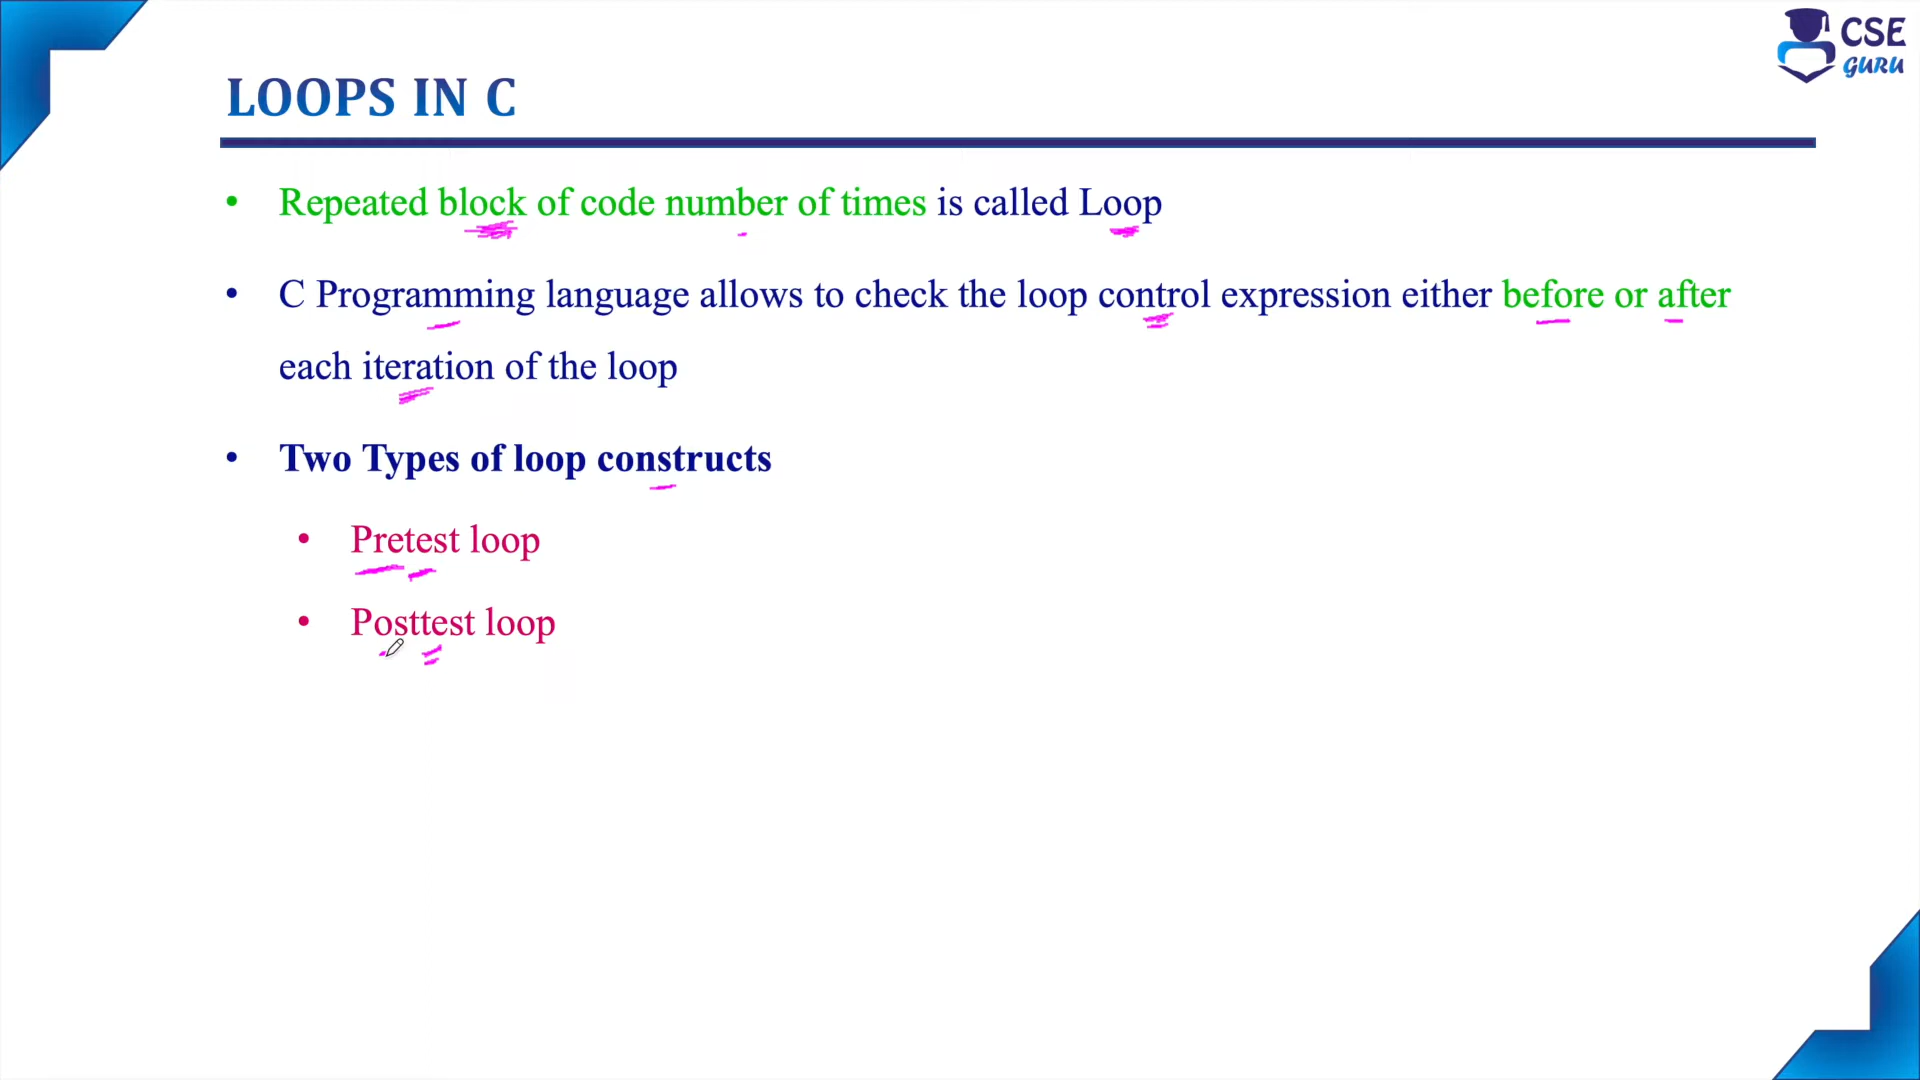 CSE
GURU
LOOPS IN C
• Repeated block of code number of times is called Loop
• C Programming language allows to check the loop control expression either before or after
each iteration of the loop
• Two Types of loop constructs
• Pretest loop
• Posttest loop